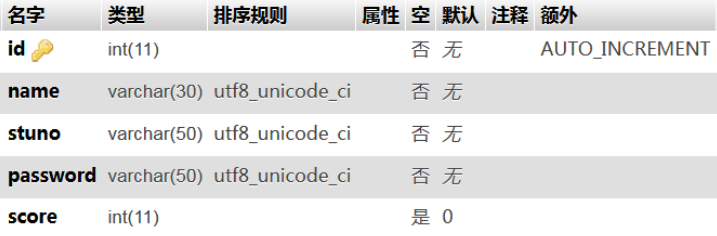 名字 类型 排序规则 属性 空 默认 注释 额外
id int(11) 否 无 AUTO_INCREMENT
name varchar(30) utf8_unicode_ci 否 无
stuno varchar(50) utf8_unicode_ci 否 无
password varchar(50) utf8_unicode_ci 否 无
score int(11) 是 0